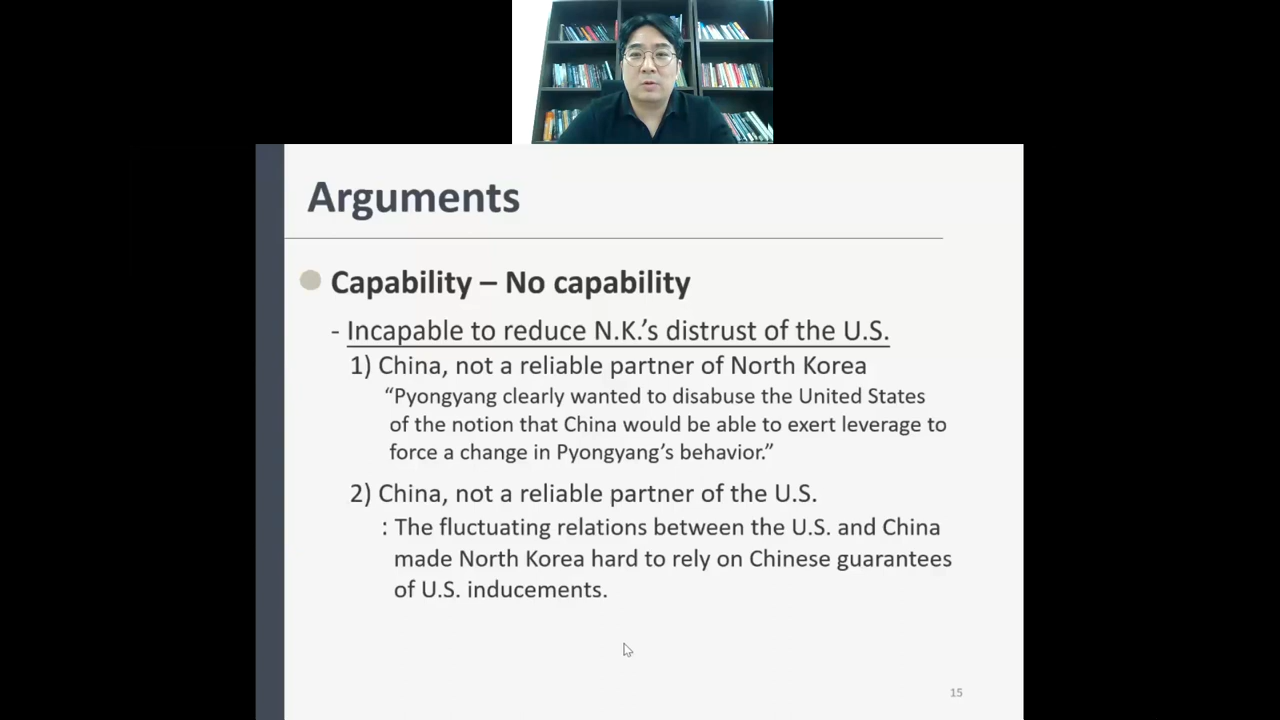 Arguments
Capability – No capability
- Incapable to reduce N.K.’s distrust of the U.S.
1) China, not a reliable partner of North Korea
“Pyongyang clearly wanted to disabuse the United States
of the notion that China would be able to exert leverage to
force a change in Pyongyang’s behavior.”
2) China, not a reliable partner of the U.S.
: The fluctuating relations between the U.S. and China
made North Korea hard to rely on Chinese guarantees
of U.S. inducements.
15